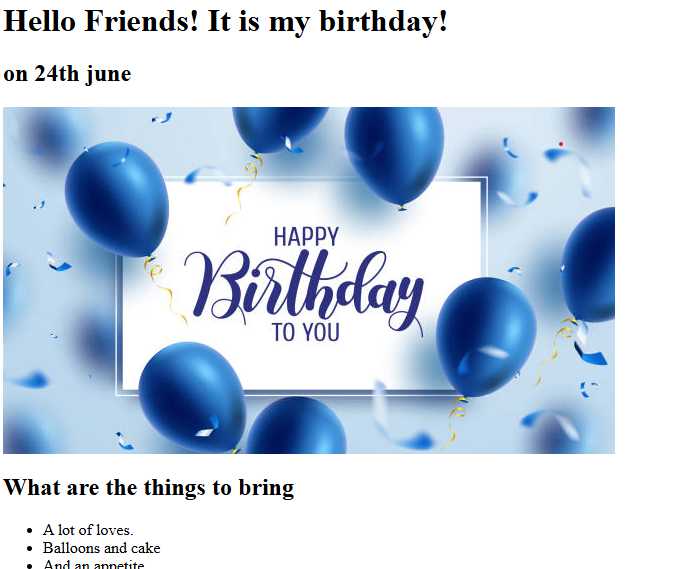 Hello Friends! It is my birthday!
on 24th june
HAPPY
Birthday
TO YOU
What are the things to bring
A lot of loves.
Balloons and cake
And an appetite